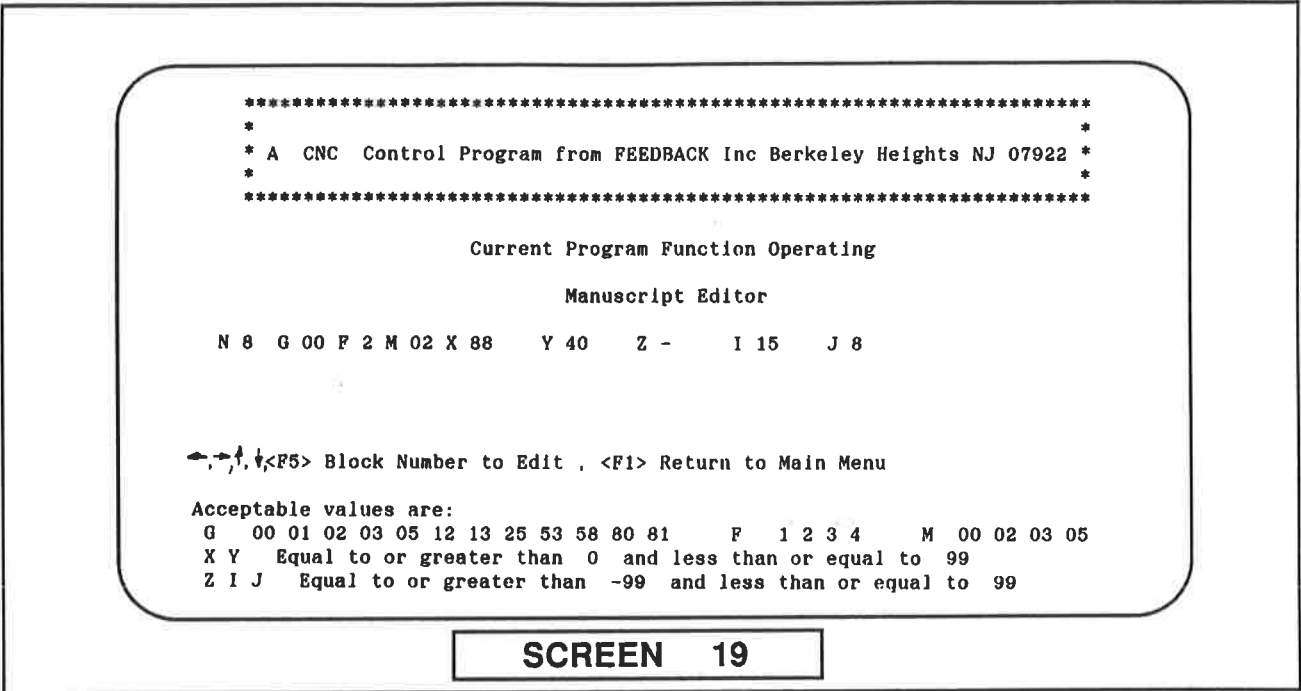 ***********************************************************************
* *
* A CNC Control Program from FEEDBACK Inc Berkeley Heights NJ 07922 *
* *
***********************************************************************
Current Program Function Operating
Manuscript Editor
N 8 G 00 F 2 M 02 X 88 Y 40 Z - I 15 J 8
←,→,↑,↓,<F5> Block Number to Edit , <F1> Return to Main Menu
Acceptable values are:
G 00 01 02 03 05 12 13 25 53 58 80 81 F 1 2 3 4 M 00 02 03 05
X Y Equal to or greater than 0 and less than or equal to 99
Z I J Equal to or greater than -99 and less than or equal to 99
SCREEN 19